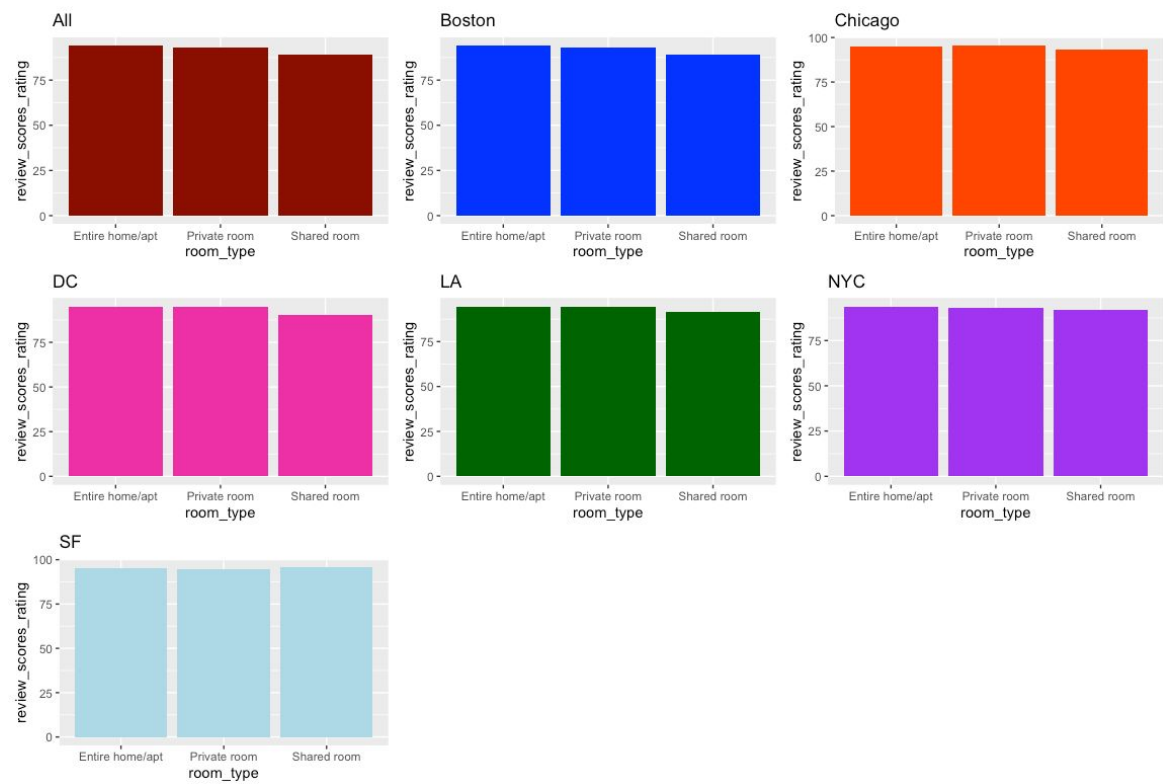 All
review_scores_rating
75
50
25
0
Entire home/apt Private room Shared room
room_type
Boston
review_scores_rating
75
50
25
0
Entire home/apt Private room Shared room
room_type
Chicago
review_scores_rating
100
75
50
25
0
Entire home/apt Private room Shared room
room_type
DC
review_scores_rating
75
50
25
0
Entire home/apt Private room Shared room
room_type
LA
review_scores_rating
75
50
25
0
Entire home/apt Private room Shared room
room_type
NYC
review_scores_rating
75
50
25
0
Entire home/apt Private room Shared room
room_type
SF
review_scores_rating
100
75
50
25
0
Entire home/apt Private room Shared room
room_type